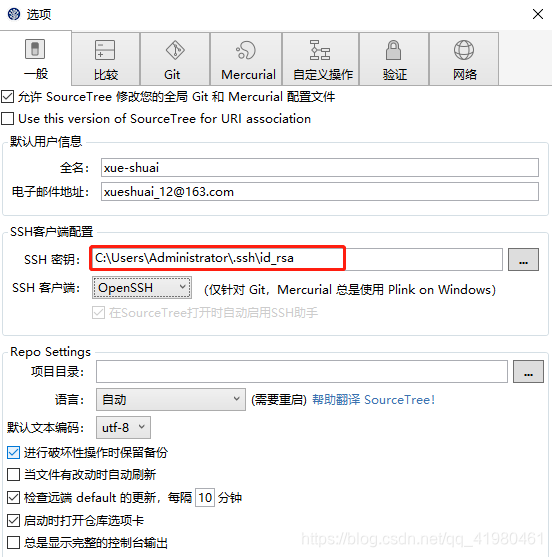 选项
一般 比较 Git Mercurial 自定义操作 验证 网络
允许 SourceTree 修改您的全局 Git 和 Mercurial 配置文件
Use this version of SourceTree for URI association
默认用户信息
全名： xue-shuai
电子邮件地址： xueshuai_12@163.com
SSH客户端配置
SSH 密钥： C:\Users\Administrator\.ssh\id_rsa ...
SSH 客户端： OpenSSH （仅针对 Git，Mercurial 总是使用 Plink on Windows）
在SourceTree打开时自动启用SSH助手
Repo Settings
项目目录： ...
语言： 自动 (需要重启) 帮助翻译 SourceTree！
默认文本编码： utf-8
进行破坏性操作时保留备份
当文件有改动时自动刷新
检查远端 default 的更新，每隔 10 分钟
启动时打开仓库选项卡
总是显示完整的控制台输出
https://blog.csdn.net/qq_41980461